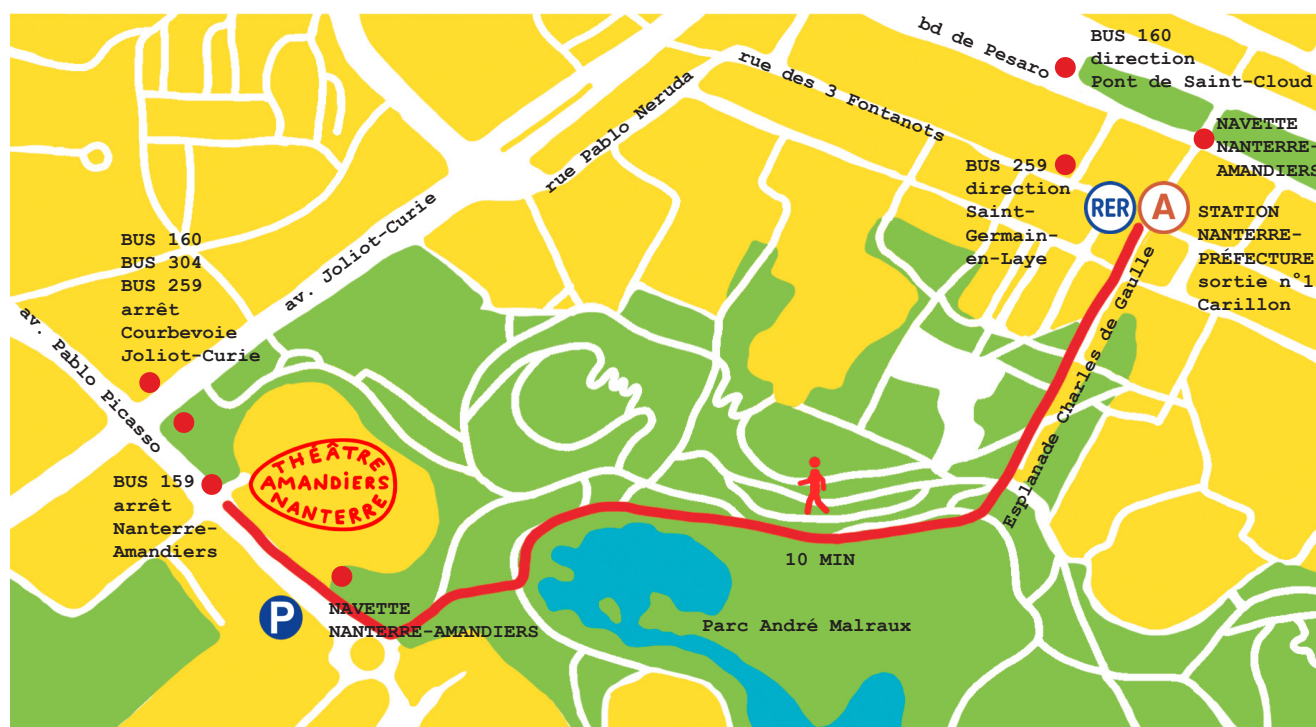 bd de Pesaro
BUS 160
direction
Pont de Saint-Cloud
rue des 3 Fontanots
rue Pablo Neruda
NAVETTE
NANTERRE-
AMANDIERS
BUS 259
direction
Saint-
Germain-
en-Laye
RER
A
STATION
NANTERRE-
PRÉFECTURE
sortie n°1
Carillon
BUS 160
BUS 304
BUS 259
arrêt
Courbevoie
Joliot-Curie
av. Joliot-Curie
av. Pablo Picasso
Esplanade Charles de Gaulle
THÉÂTRE
AMANDIERS
NANTERRE
BUS 159
arrêt
Nanterre-
Amandiers
10 MIN
P
NAVETTE
NANTERRE-AMANDIERS
Parc André Malraux